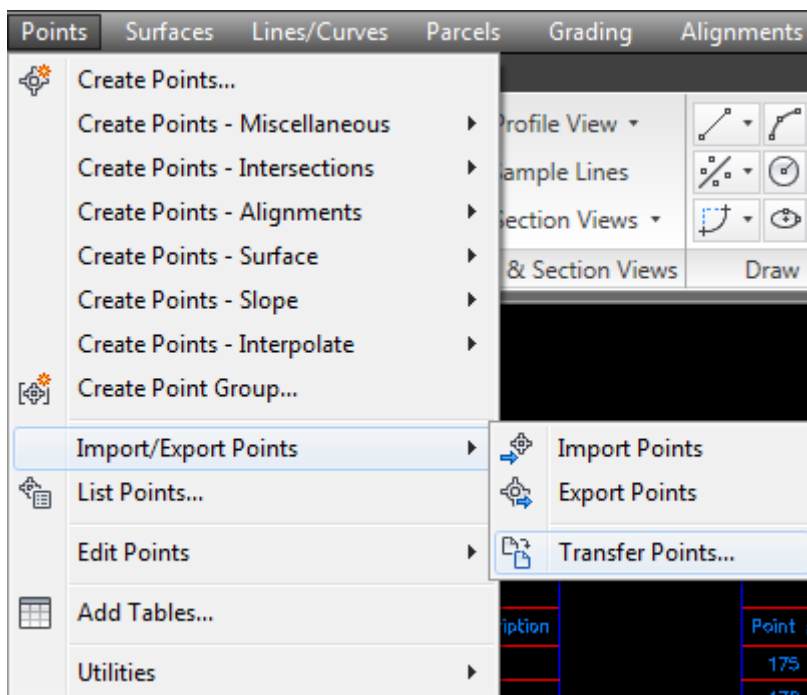 Points Surfaces Lines/Curves Parcels Grading Alignments
Create Points...
Create Points - Miscellaneous
Profile View
Create Points - Intersections
Sample Lines
Create Points - Alignments
Section Views
Create Points - Surface
& Section Views Draw
Create Points - Slope
Create Points - Interpolate
Create Point Group...
Import/Export Points
Import Points
List Points...
Export Points
Edit Points
Transfer Points...
Add Tables...
iption
Point
Utilities
175